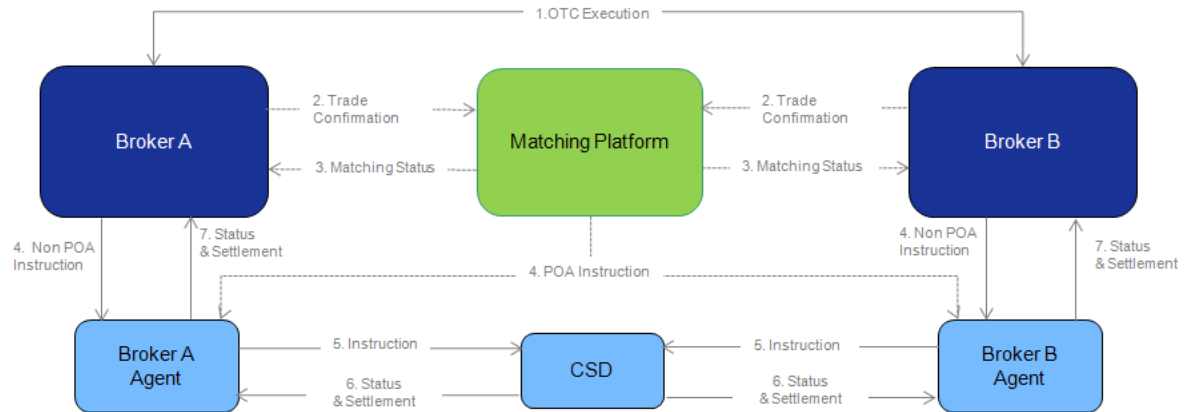 1.OTC Execution
Broker A
2. Trade
Confirmation
3. Matching Status
Matching Platform
2. Trade
Confirmation
3. Matching Status
Broker B
4. Non POA
Instruction
7. Status
& Settlement
4. POA Instruction
4. Non POA
Instruction
7. Status
& Settlement
Broker A
Agent
5. Instruction
6. Status
& Settlement
CSD
5. Instruction
6. Status
& Settlement
Broker B
Agent